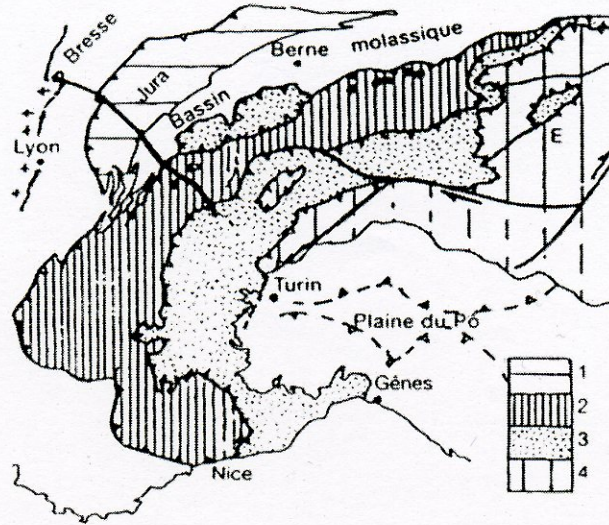 Bresse
Berne
molassique
Jura
Bassin
Lyon
E
Turin
Plaine du Pô
Gênes
Nice
1
2
3
4